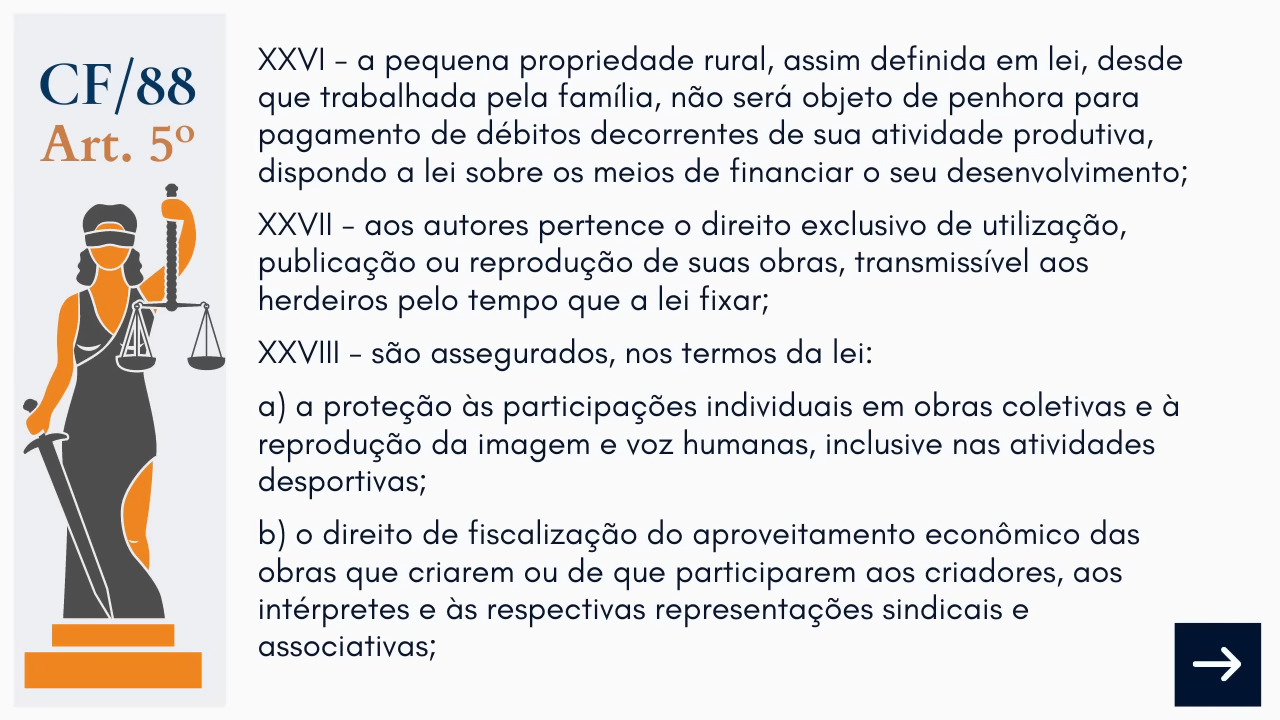 CF/88
Art. 5º
XXVI - a pequena propriedade rural, assim definida em lei, desde
que trabalhada pela família, não será objeto de penhora para
pagamento de débitos decorrentes de sua atividade produtiva,
dispondo a lei sobre os meios de financiar o seu desenvolvimento;
XXVII - aos autores pertence o direito exclusivo de utilização,
publicação ou reprodução de suas obras, transmissível aos
herdeiros pelo tempo que a lei fixar;
XXVIII - são assegurados, nos termos da lei:
a) a proteção às participações individuais em obras coletivas e à
reprodução da imagem e voz humanas, inclusive nas atividades
desportivas;
b) o direito de fiscalização do aproveitamento econômico das
obras que criarem ou de que participarem aos criadores, aos
intérpretes e às respectivas representações sindicais e
associativas;